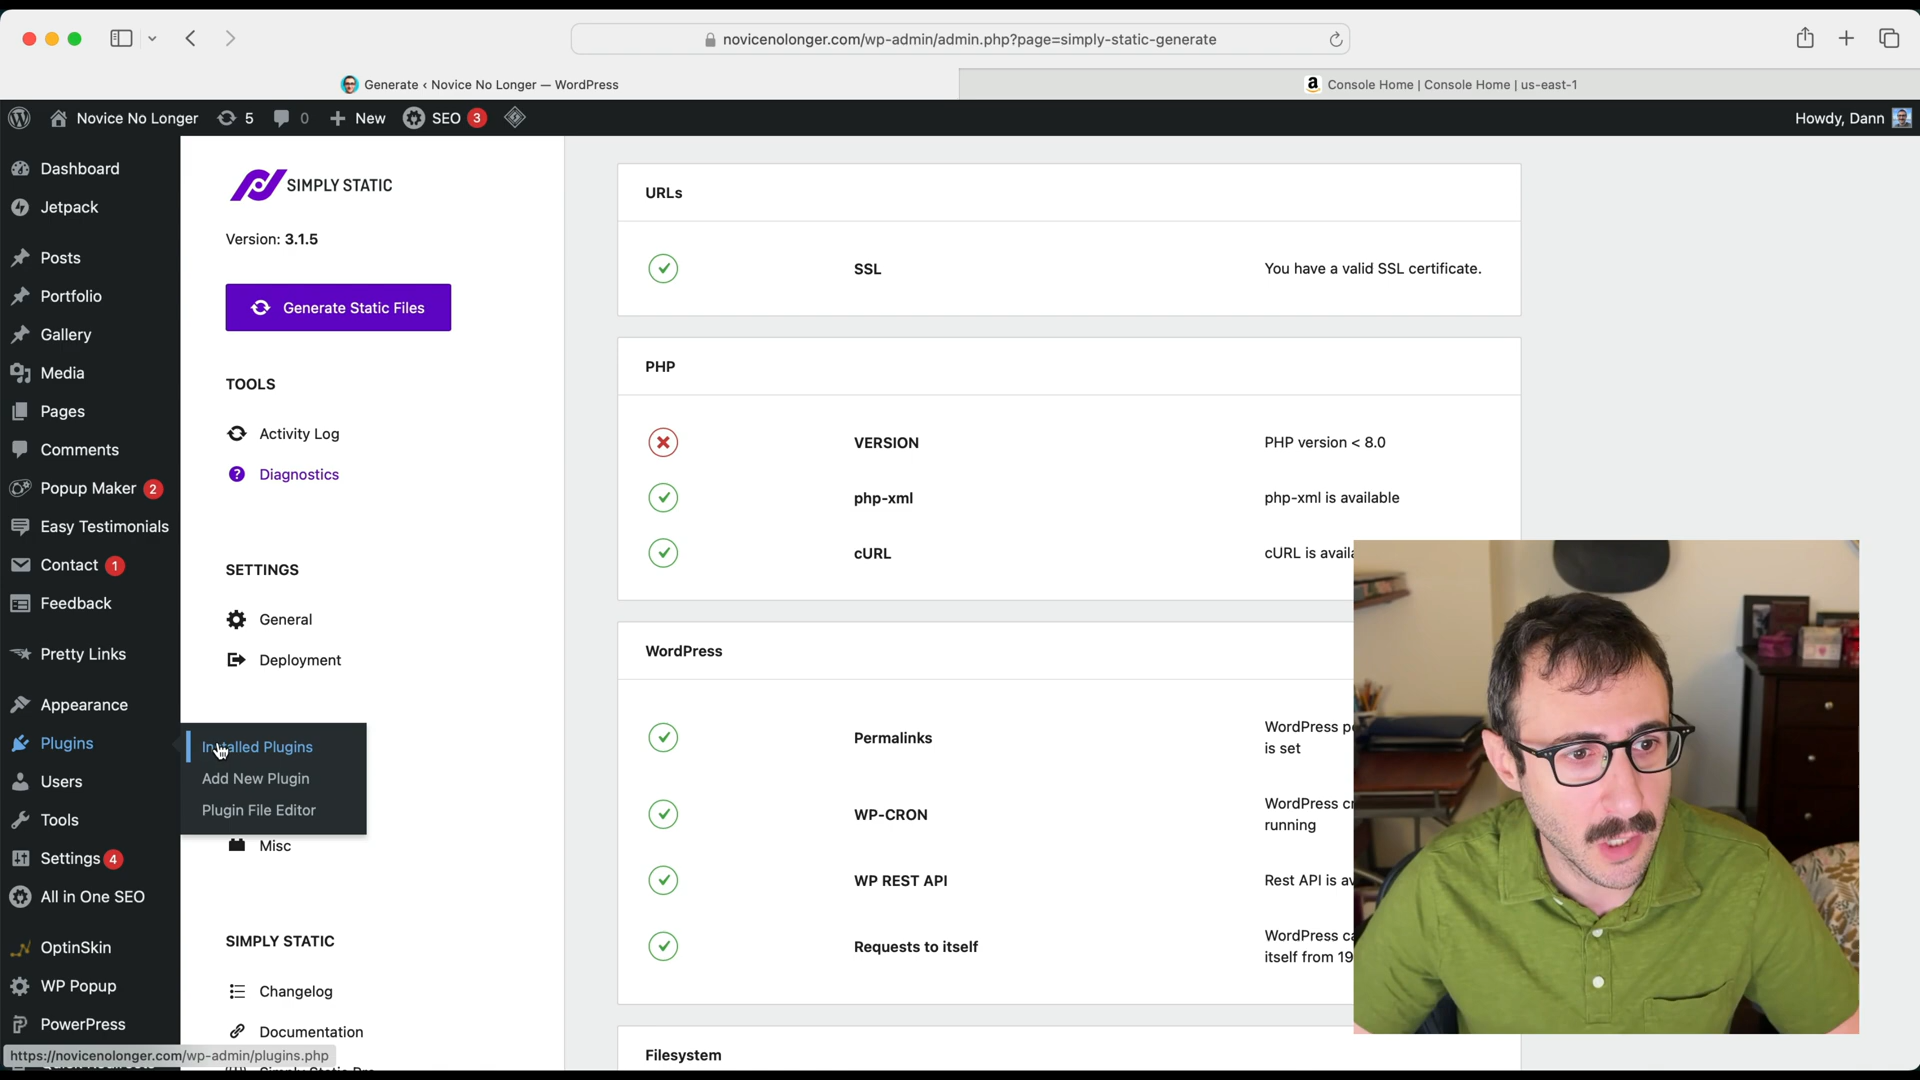 novicenolonger.com/wp-admin/admin.php?page=simply-static-generate
Generate < Novice No Longer — WordPress
Console Home | Console Home | us-east-1
Novice No Longer
5
0
New
SEO 3
Howdy, Dann
Dashboard
Jetpack
Posts
Portfolio
Gallery
Media
Pages
Comments
Popup Maker 2
Easy Testimonials
Contact 1
Feedback
Pretty Links
Appearance
Plugins
Users
Tools
Settings 4
All in One SEO
OptinSkin
WP Popup
PowerPress
https://novicenolonger.com/wp-admin/plugins.php
Installed Plugins
Add New Plugin
Plugin File Editor
SIMPLY STATIC
Version: 3.1.5
Generate Static Files
TOOLS
Activity Log
Diagnostics
SETTINGS
General
Deployment
Misc
SIMPLY STATIC
Changelog
Documentation
URLs
SSL
You have a valid SSL certificate.
PHP
VERSION
PHP version < 8.0
php-xml
php-xml is available
cURL
cURL is availa
WordPress
Permalinks
WordPress pe
is set
WP-CRON
WordPress cr
running
WP REST API
Rest API is av
Requests to itself
WordPress ca
itself from 19
Filesystem